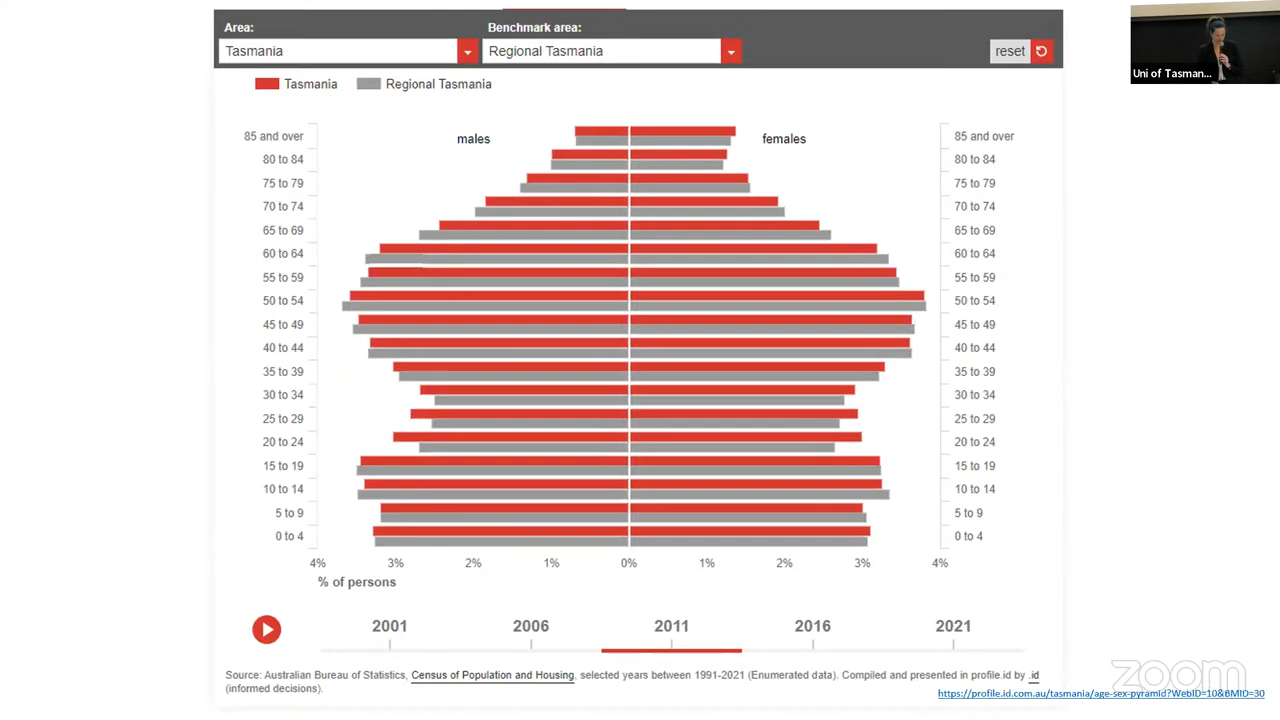 Area:
Benchmark area:
Tasmania
Regional Tasmania
reset
Tasmania
Regional Tasmania
Uni of Tasman...
males
females
85 and over
85 and over
80 to 84
80 to 84
75 to 79
75 to 79
70 to 74
70 to 74
65 to 69
65 to 69
60 to 64
60 to 64
55 to 59
55 to 59
50 to 54
50 to 54
45 to 49
45 to 49
40 to 44
40 to 44
35 to 39
35 to 39
30 to 34
30 to 34
25 to 29
25 to 29
20 to 24
20 to 24
15 to 19
15 to 19
10 to 14
10 to 14
5 to 9
5 to 9
0 to 4
0 to 4
4% 3% 2% 1% 0% 1% 2% 3% 4%
% of persons
2001 2006 2011 2016 2021
Source: Australian Bureau of Statistics, Census of Population and Housing, selected years between 1991-2021 (Enumerated data). Compiled and presented in profile.id by .id
(informed decisions).
zoom
https://profile.id.com.au/tasmania/age-sex-pyramid?WebID=10&BMID=30